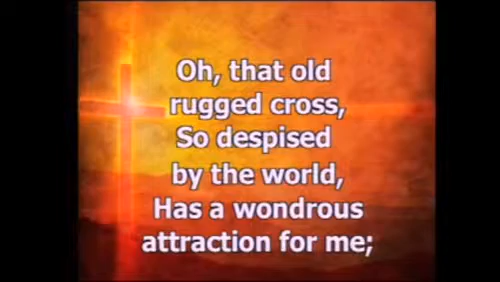 Oh, that old
rugged cross,
So despised
by the world,
Has a wondrous
attraction for me;